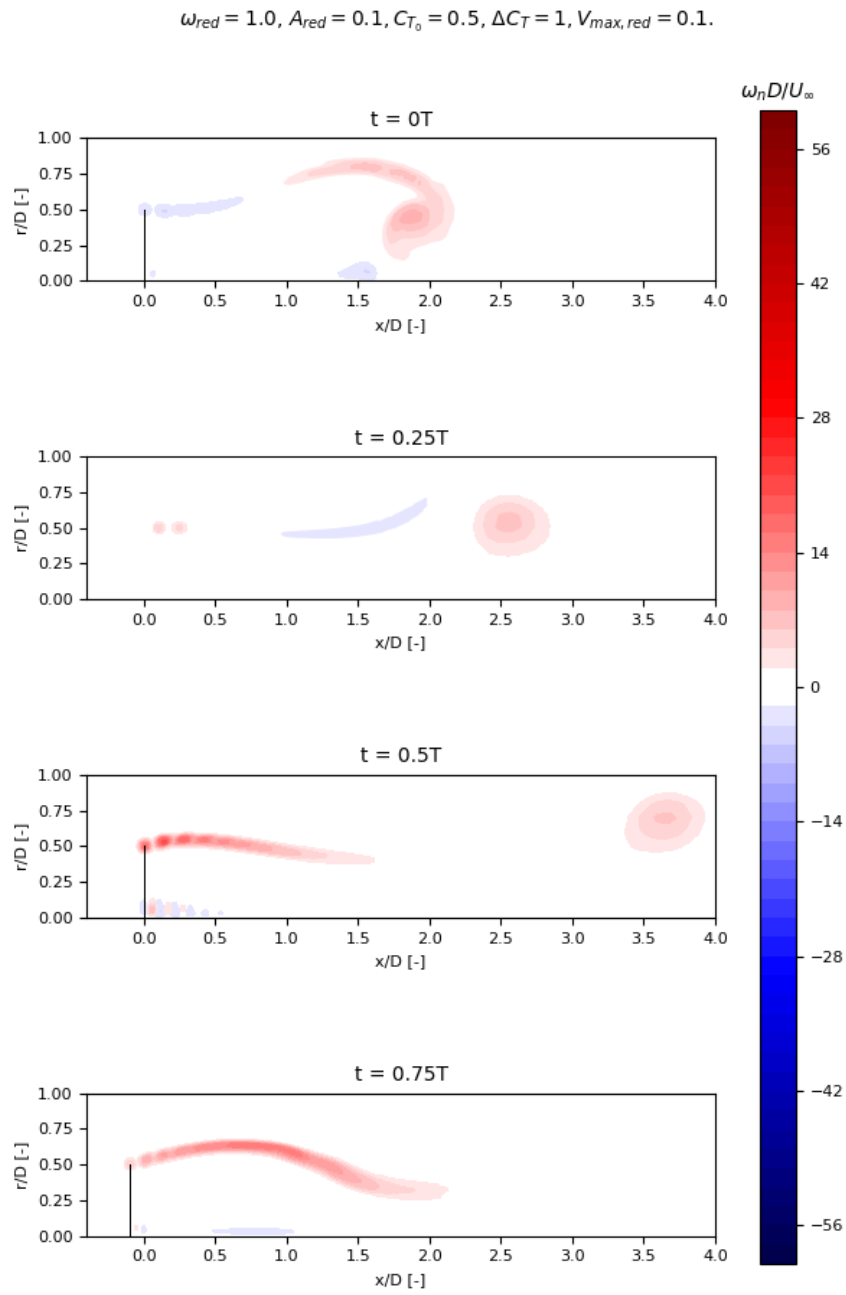 ω_red = 1.0, A_red = 0.1, C_T₀ = 0.5, ΔC_T = 1, V_max,red = 0.1.
ω_n D/U_∞
t = 0T
1.00
0.75
0.50
0.25
0.00
r/D [-]
0.0 0.5 1.0 1.5 2.0 2.5 3.0 3.5 4.0
x/D [-]
t = 0.25T
1.00
0.75
0.50
0.25
0.00
r/D [-]
0.0 0.5 1.0 1.5 2.0 2.5 3.0 3.5 4.0
x/D [-]
t = 0.5T
1.00
0.75
0.50
0.25
0.00
r/D [-]
0.0 0.5 1.0 1.5 2.0 2.5 3.0 3.5 4.0
x/D [-]
t = 0.75T
1.00
0.75
0.50
0.25
0.00
r/D [-]
0.0 0.5 1.0 1.5 2.0 2.5 3.0 3.5 4.0
x/D [-]
56
42
28
14
0
−14
−28
−42
−56